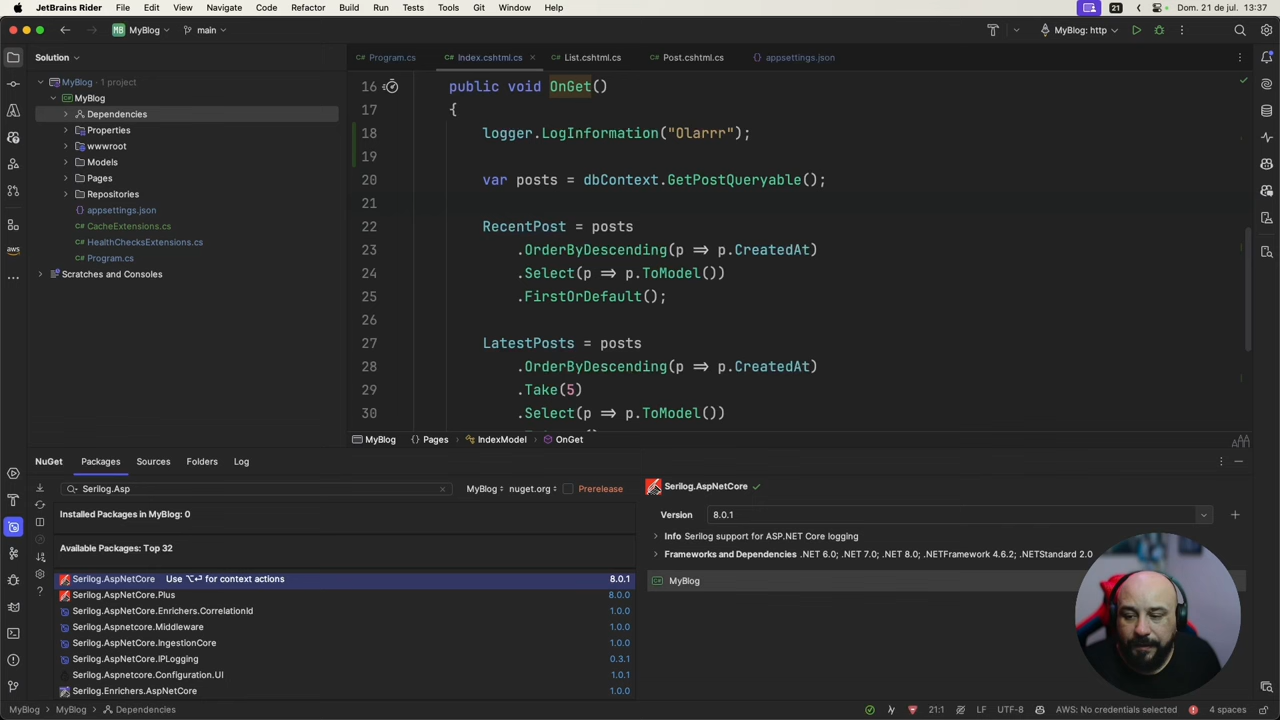 JetBrains Rider File Edit View Navigate Code Refactor Build Run Tests Tools Git Window Help 21 Dom. 21 de jul. 13:37
MB MyBlog main MyBlog: http
Solution
Program.cs Index.cshtml.cs List.cshtml.cs Post.cshtml.cs appsettings.json
MyBlog · 1 project
MyBlog
Dependencies
Properties
wwwroot
Models
Pages
Repositories
appsettings.json
CacheExtensions.cs
HealthChecksExtensions.cs
Program.cs
Scratches and Consoles
aws
16 public void OnGet()
17 {
18 logger.LogInformation("Olarrr");
19
20 var posts = dbContext.GetPostQueryable();
21
22 RecentPost = posts
23 .OrderByDescending(p => p.CreatedAt)
24 .Select(p => p.ToModel())
25 .FirstOrDefault();
26
27 LatestPosts = posts
28 .OrderByDescending(p => p.CreatedAt)
29 .Take(5)
30 .Select(p => p.ToModel())
MyBlog Pages IndexModel OnGet
NuGet Packages Sources Folders Log
Serilog.Asp MyBlog nuget.org Prerelease
Installed Packages in MyBlog: 0
Available Packages: Top 32
Serilog.AspNetCore Use ⌥⏎ for context actions 8.0.1
Serilog.AspNetCore.Plus 8.0.0
Serilog.AspNetCore.Enrichers.CorrelationId 1.0.0
Serilog.Aspnetcore.Middleware 1.0.0
Serilog.AspNetCore.IngestionCore 1.0.0
Serilog.AspNetCore.IPLogging 0.3.1
Serilog.Aspnetcore.Configuration.UI 1.0.1
Serilog.Enrichers.AspNetCore 1.0.0
Serilog.AspNetCore
Version 8.0.1
Info Serilog support for ASP.NET Core logging
Frameworks and Dependencies .NET 6.0; .NET 7.0; .NET 8.0; .NETFramework 4.6.2; .NETStandard 2.0
MyBlog
MyBlog MyBlog Dependencies 21:1 LF UTF-8 AWS: No credentials selected 4 spaces